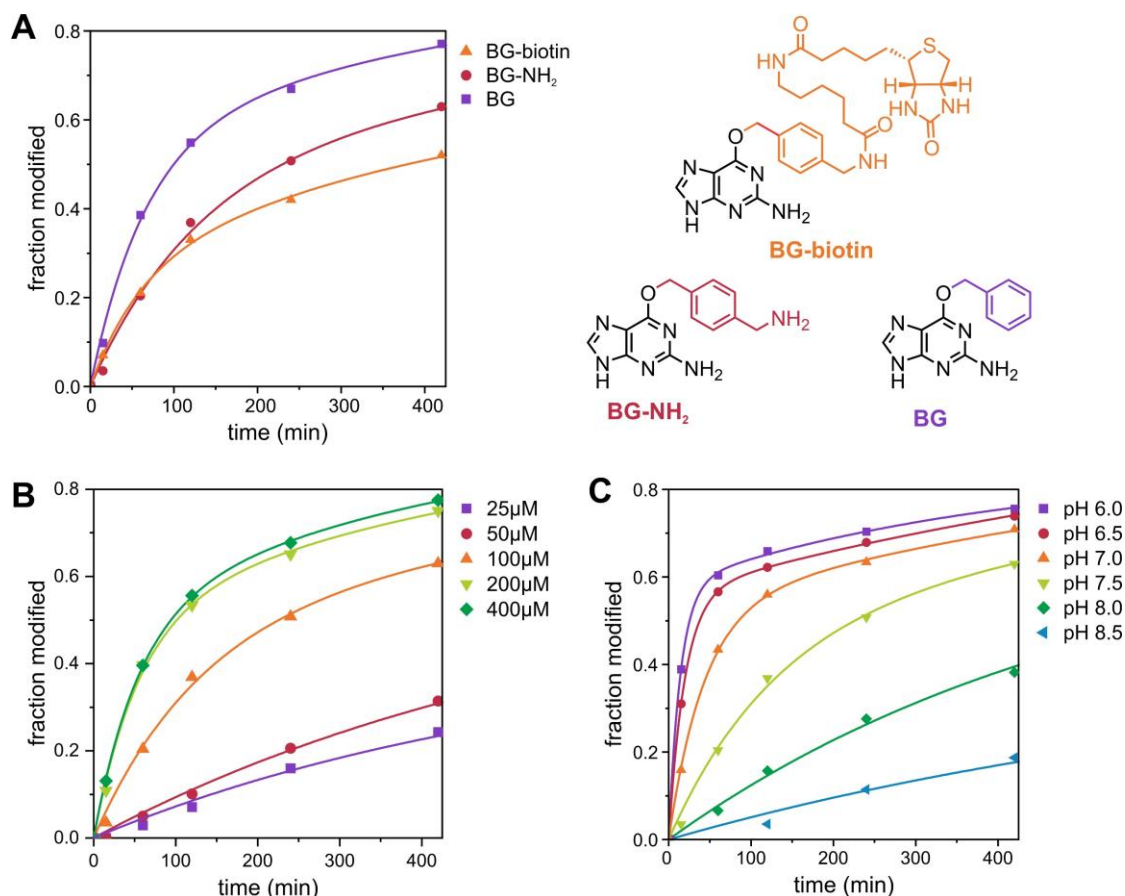 A
fraction modified
0.8
0.6
0.4
0.2
0.0
0
100
200
300
400
time (min)
BG-biotin
BG-NH₂
BG
O
S
HN
H
H
HN
NH
O
O
O
NH
N
N
N
H
N
NH₂
BG-biotin
O
N
N
NH₂
N
H
N
NH₂
BG-NH₂
O
N
N
N
H
N
NH₂
BG
B
fraction modified
0.8
0.6
0.4
0.2
0.0
0
100
200
300
400
time (min)
25μM
50μM
100μM
200μM
400μM
C
fraction modified
0.8
0.6
0.4
0.2
0.0
0
100
200
300
400
time (min)
pH 6.0
pH 6.5
pH 7.0
pH 7.5
pH 8.0
pH 8.5